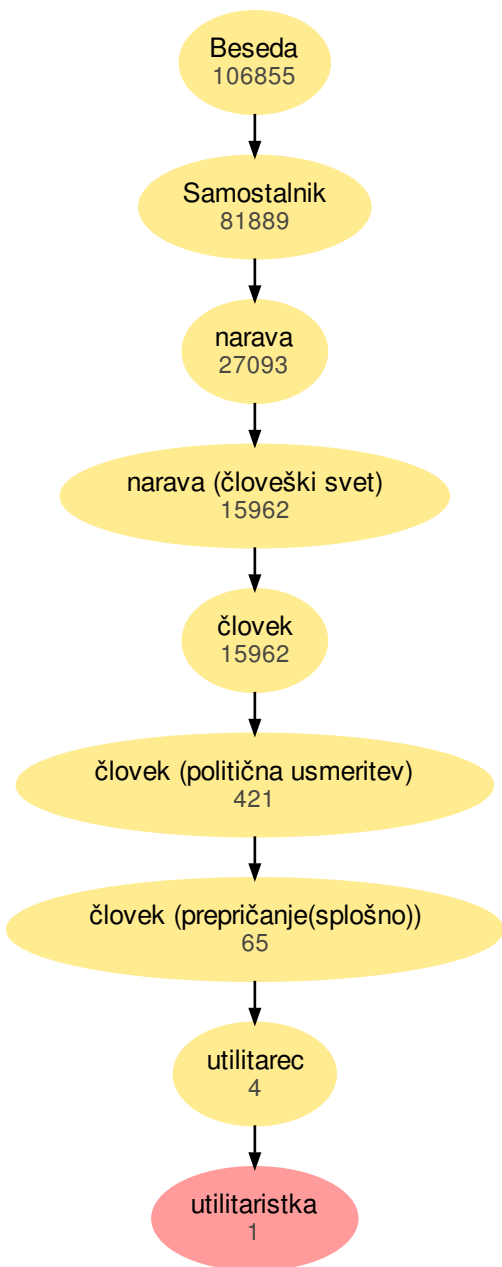 Beseda
106855
Samostalnik
81889
narava
27093
narava (človeški svet)
15962
človek
15962
človek (politična usmeritev)
421
človek (prepričanje(splošno))
65
utilitarec
4
utilitaristka
1